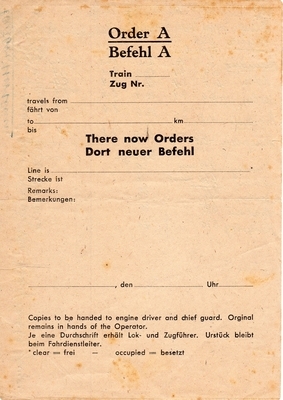 Order A
Befehl A
Train
Zug Nr.
travels from
fährt von
to km
bis
There now Orders
Dort neuer Befehl
Line is
Strecke ist
Remarks:
Bemerkungen:
, den Uhr
Copies to be handed to engine driver and chief guard. Orginal
remains in hands of the Operator.
Je eine Durchschrift erhält Lok- und Zugführer. Urstück bleibt
beim Fahrdienstleiter.
* clear = frei – occupied = besetzt